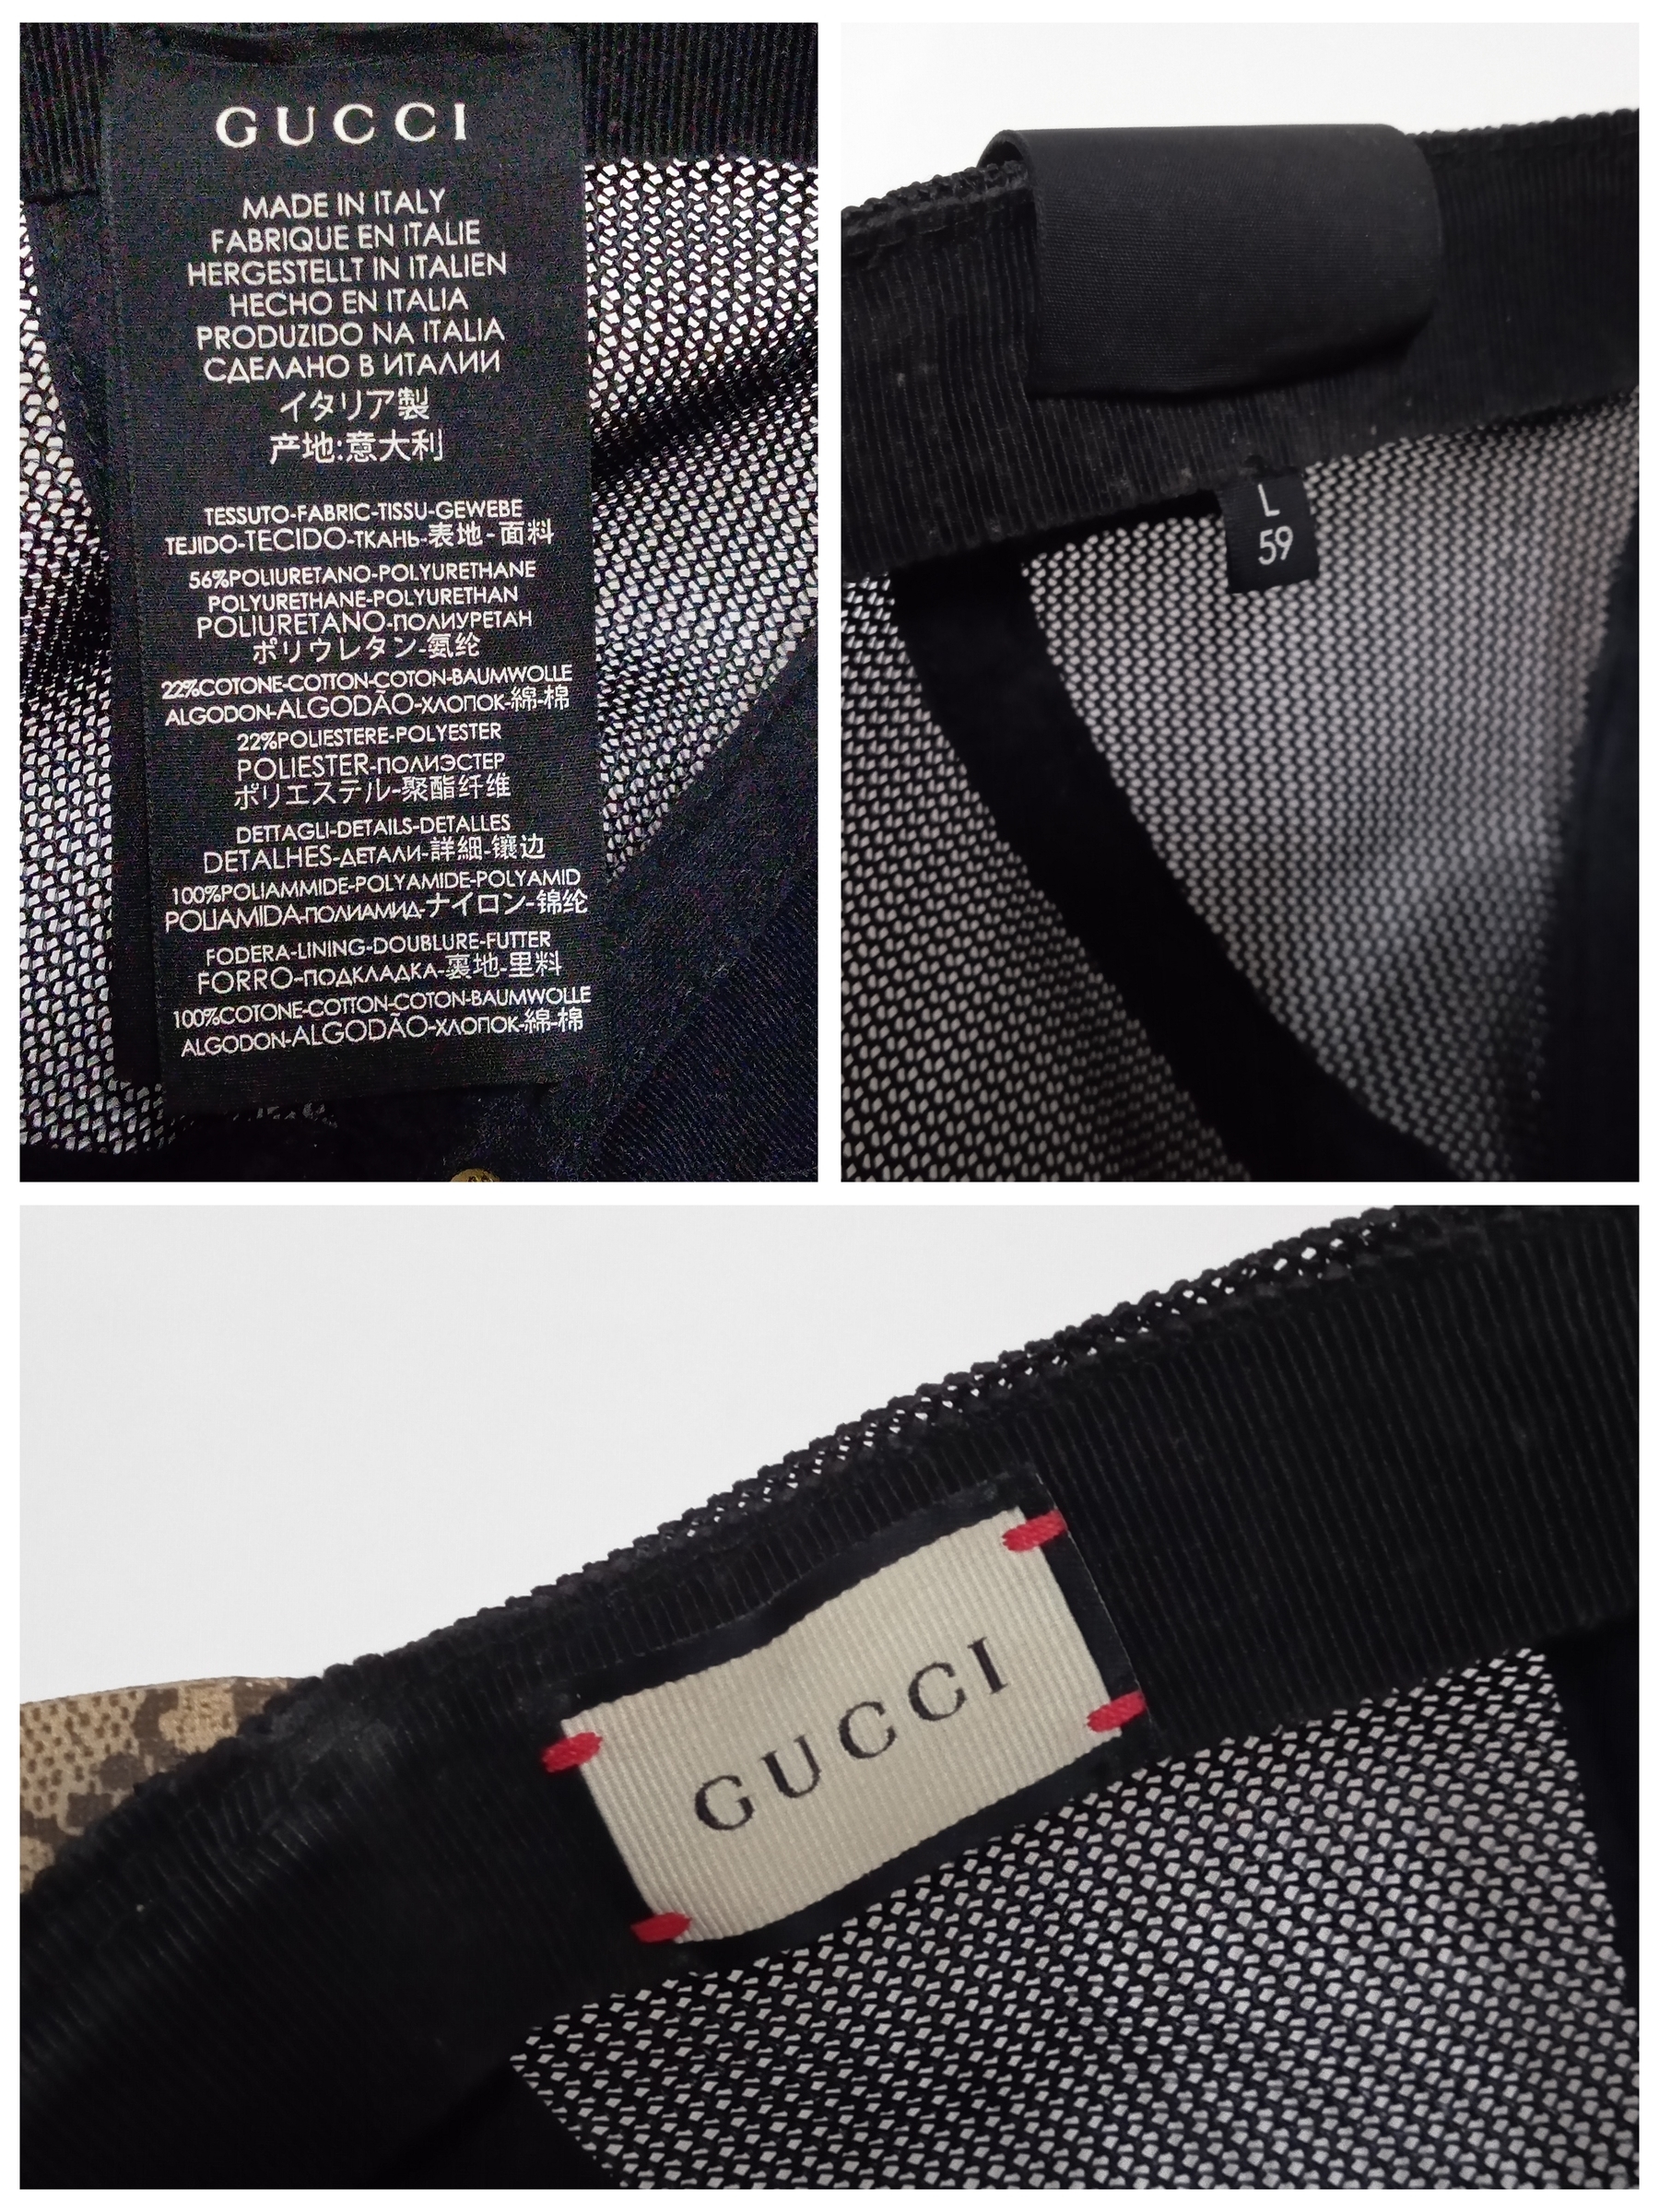 GUCCI
MADE IN ITALY
FABRIQUE EN ITALIE
HERGESTELLT IN ITALIEN
HECHO EN ITALIA
PRODUZIDO NA ITALIA
СДЕЛАНО В ИТАЛИИ
イタリア製
产地:意大利
TESSUTO-FABRIC-TISSU-GEWEBE
TEJIDO-TECIDO-ТКАНЬ-表地-面料
56%POLIURETANO-POLYURETHANE
POLYURETHANE-POLYURETHAN
POLIURETANO-ПОЛИУРЕТАН
ポリウレタン-氨纶
22%COTONE-COTTON-COTON-BAUMWOLLE
ALGODON-ALGODÃO-ХЛОПОК-綿-棉
22%POLIESTERE-POLYESTER
POLIESTER-ПОЛИЭСТЕР
ポリエステル-聚酯纤维
DETTAGLI-DETAILS-DETALLES
DETALHES-ДЕТАЛИ-詳細-镶边
100%POLIAMMIDE-POLYAMIDE-POLYAMID
POLIAMIDA-ПОЛИАМИД-ナイロン-锦纶
FODERA-LINING-DOUBLURE-FUTTER
FORRO-ПОДКЛАДКА-裏地-里料
100%COTONE-COTTON-COTON-BAUMWOLLE
ALGODON-ALGODÃO-ХЛОПОК-綿-棉
L
59
GUCCI